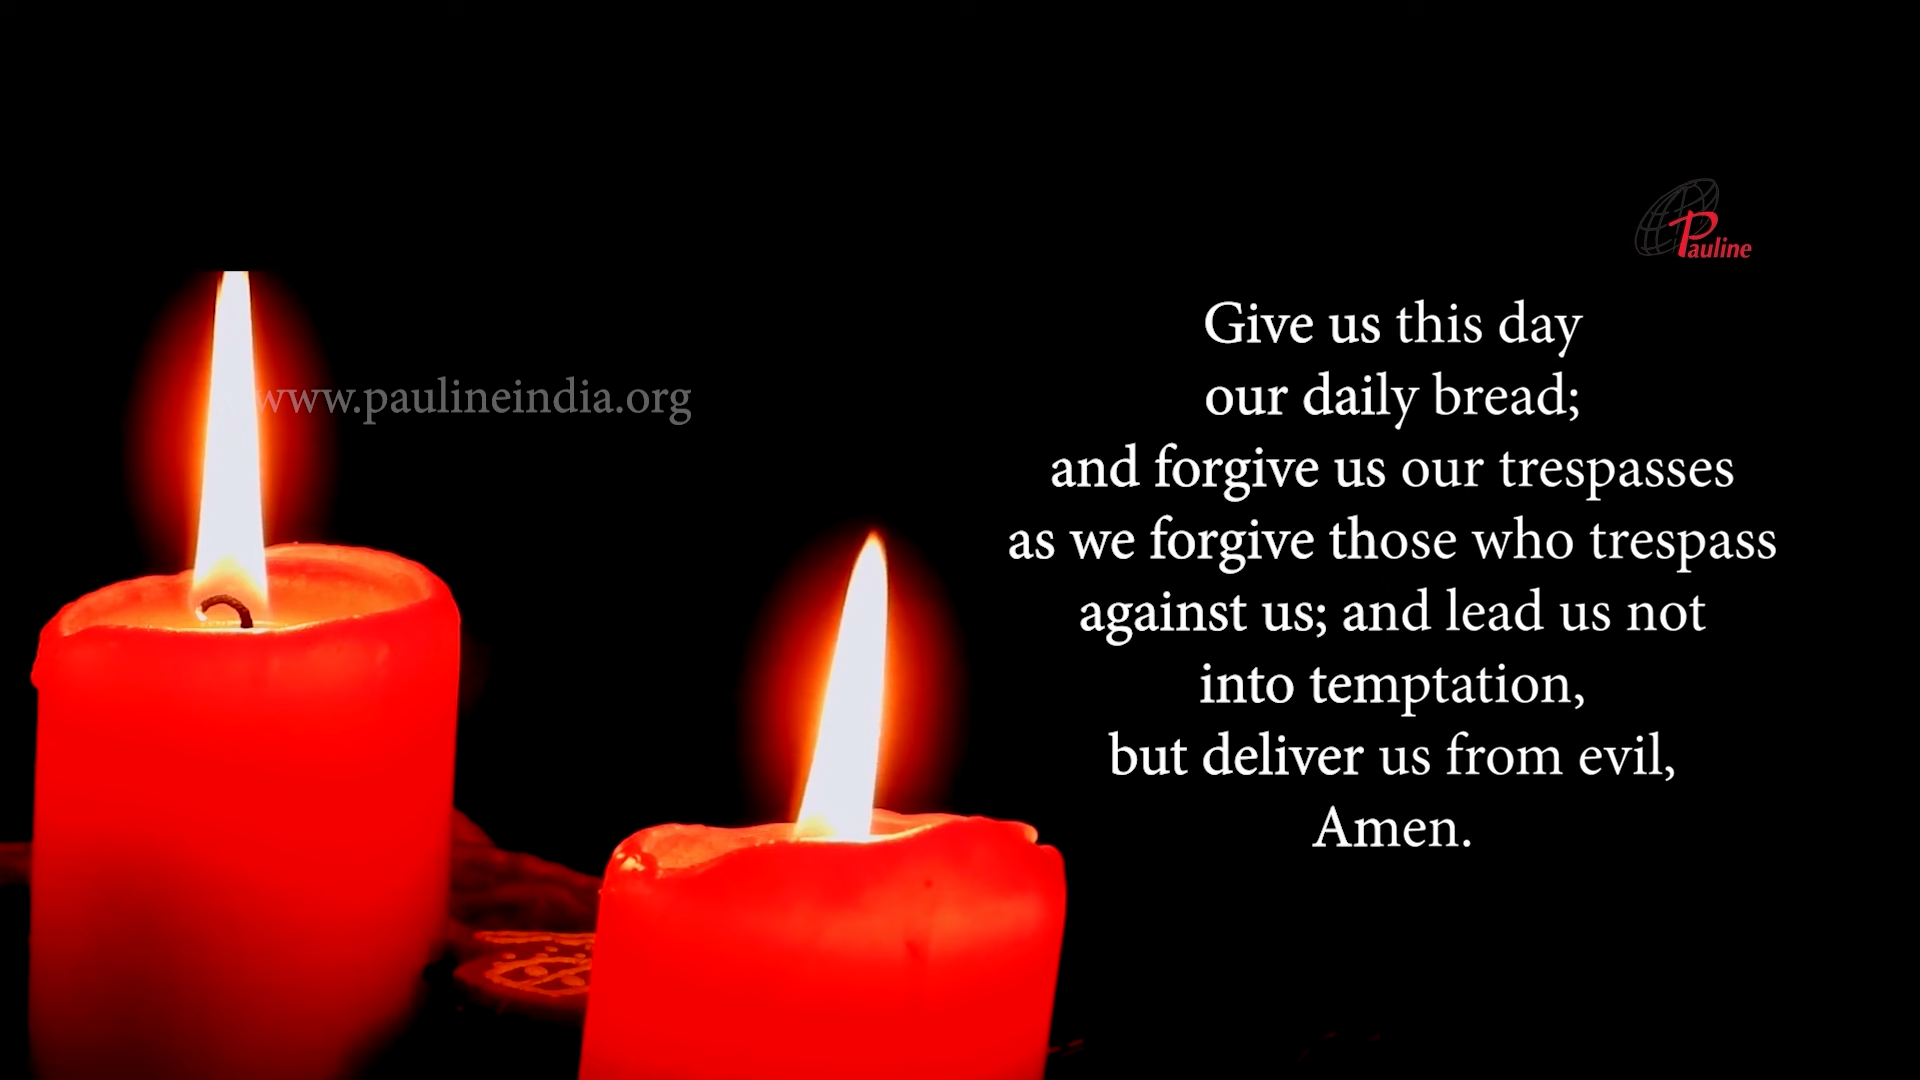 Pauline
www.paulineindia.org
Give us this day
our daily bread;
and forgive us our trespasses
as we forgive those who trespass
against us; and lead us not
into temptation,
but deliver us from evil,
Amen.